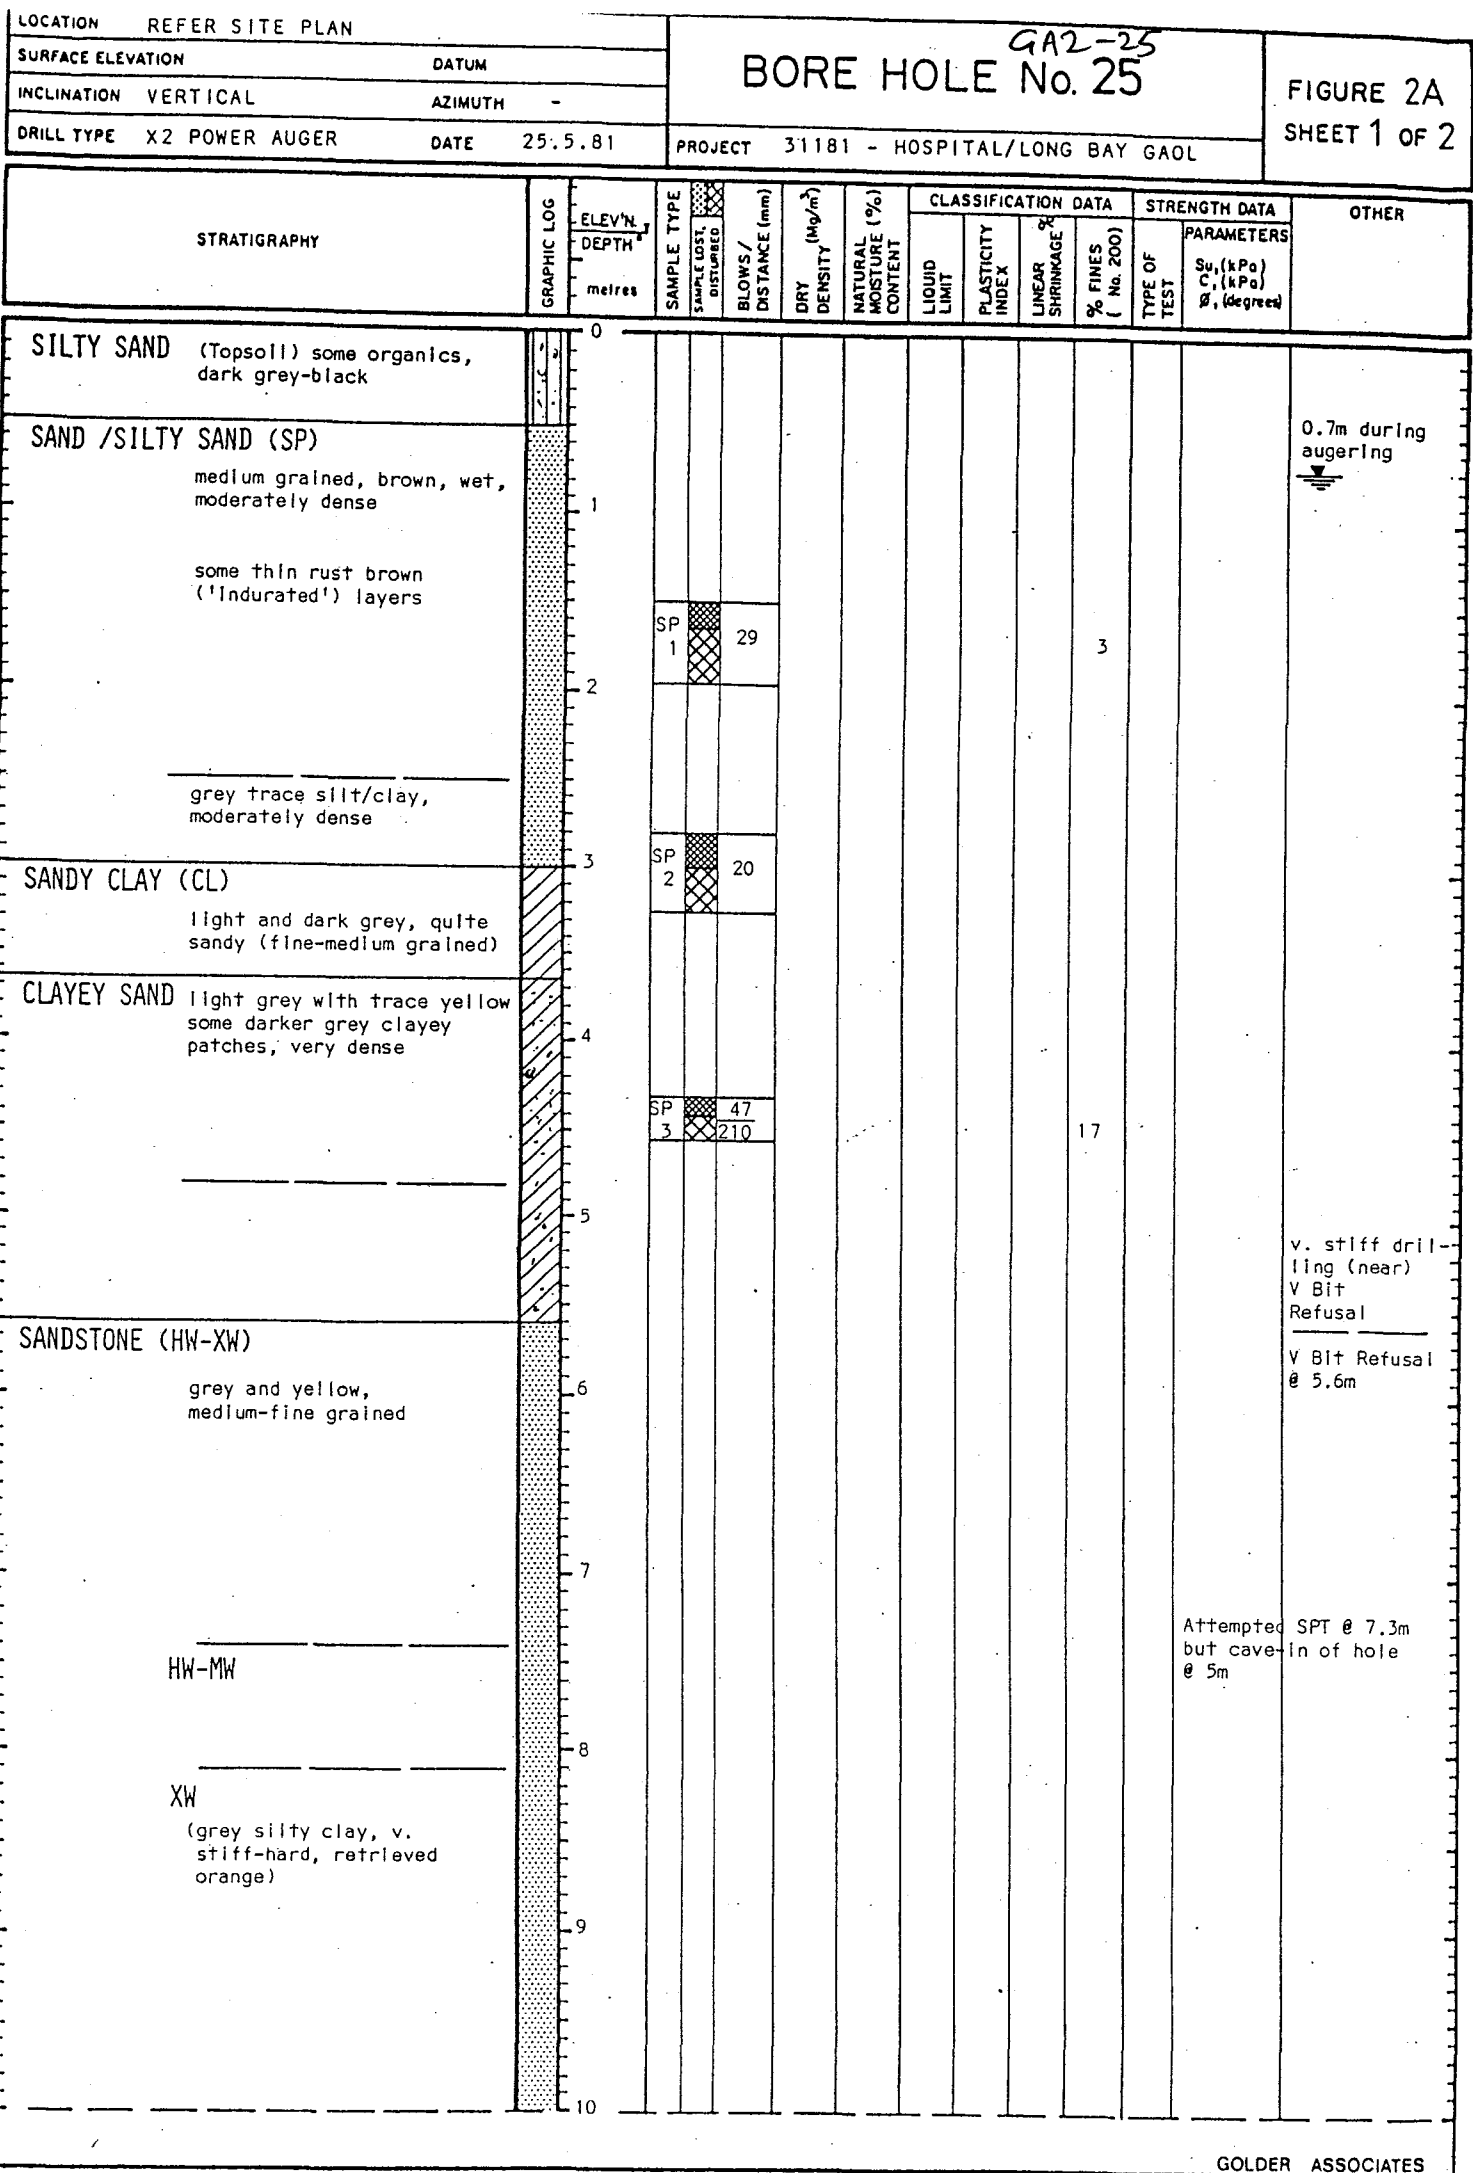 LOCATION REFER SITE PLAN
SURFACE ELEVATION DATUM
INCLINATION VERTICAL AZIMUTH -
DRILL TYPE X2 POWER AUGER DATE 25.5.81
GA2-25
BORE HOLE No. 25
PROJECT 31181 - HOSPITAL/LONG BAY GAOL
FIGURE 2A
SHEET 1 OF 2
STRATIGRAPHY
GRAPHIC LOG
ELEV'N.
DEPTH
metres
SAMPLE TYPE
SAMPLE LOST,
DISTURBED
BLOWS/
DISTANCE (mm)
DRY
DENSITY (Mg/m³)
NATURAL
MOISTURE (%)
CONTENT
CLASSIFICATION DATA
LIQUID
LIMIT
PLASTICITY
INDEX
LINEAR
SHRINKAGE %
% FINES
( No. 200)
STRENGTH DATA
TYPE OF
TEST
PARAMETERS
Su,(kPa)
C,(kPa)
Ø,(degrees)
OTHER
0
SILTY SAND (Topsoil) some organics,
dark grey-black
SAND /SILTY SAND (SP)
0.7m during
augering
medium grained, brown, wet,
moderately dense
1
some thin rust brown
('indurated') layers
SP
1
29
3
2
grey trace silt/clay,
moderately dense
3
SP
2
20
SANDY CLAY (CL)
light and dark grey, quite
sandy (fine-medium grained)
CLAYEY SAND light grey with trace yellow
some darker grey clayey
patches, very dense
4
SP
3
47
210
17
5
v. stiff dril-
ling (near)
V Bit
Refusal
SANDSTONE (HW-XW)
V Bit Refusal
@ 5.6m
grey and yellow,
medium-fine grained
6
7
Attempted SPT @ 7.3m
but cave-in of hole
@ 5m
HW-MW
8
XW
(grey silty clay, v.
stiff-hard, retrieved
orange)
9
10
GOLDER ASSOCIATES